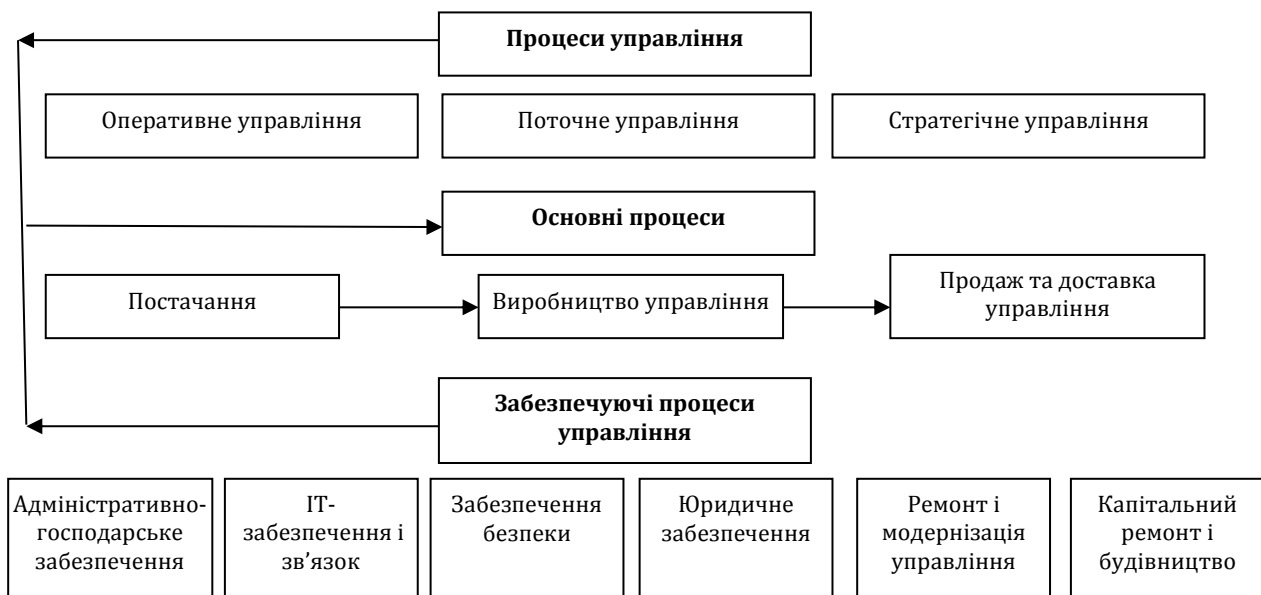 Процеси управління
Оперативне управління
Поточне управління
Стратегічне управління
Основні процеси
Постачання
Виробництво управління
Продаж та доставка
управління
Забезпечуючі процеси
управління
Адміністративно-
господарське
забезпечення
ІТ-
забезпечення і
зв’язок
Забезпечення
безпеки
Юридичне
забезпечення
Ремонт і
модернізація
управління
Капітальний
ремонт і
будівництво